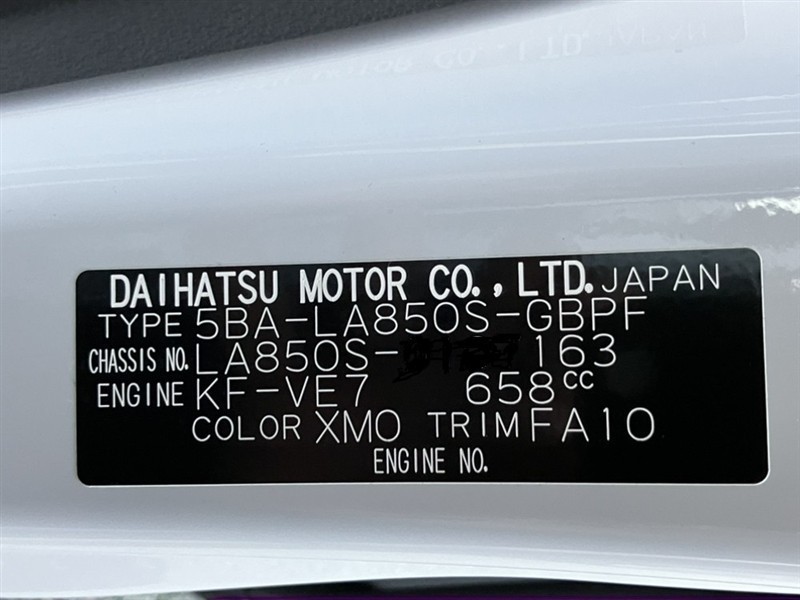 DAIHATSU MOTOR CO., LTD. JAPAN
TYPE 5BA-LA850S-GBPF
CHASSIS NO. LA850S- 163
ENGINE KF-VE7 658cc
COLOR XM0 TRIM FA10
ENGINE NO.